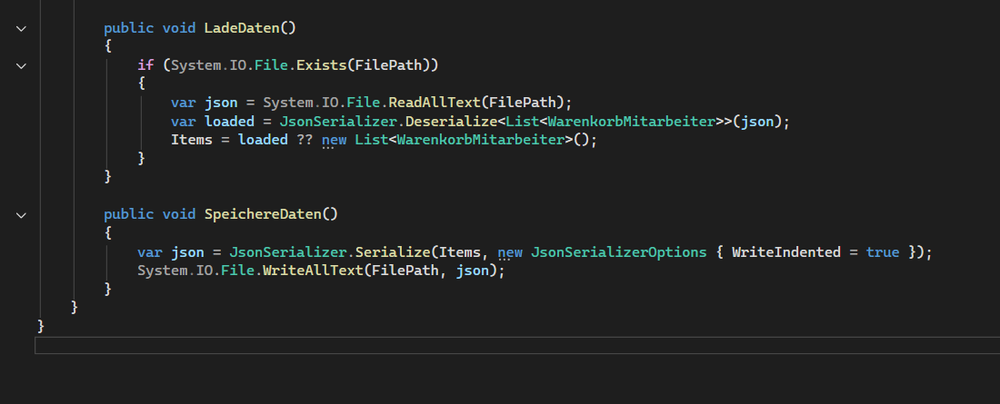 public void LadeDaten()
{
if (System.IO.File.Exists(FilePath))
{
var json = System.IO.File.ReadAllText(FilePath);
var loaded = JsonSerializer.Deserialize<List<WarenkorbMitarbeiter>>(json);
Items = loaded ?? new List<WarenkorbMitarbeiter>();
}
}
public void SpeichereDaten()
{
var json = JsonSerializer.Serialize(Items, new JsonSerializerOptions { WriteIndented = true });
System.IO.File.WriteAllText(FilePath, json);
}
}
}